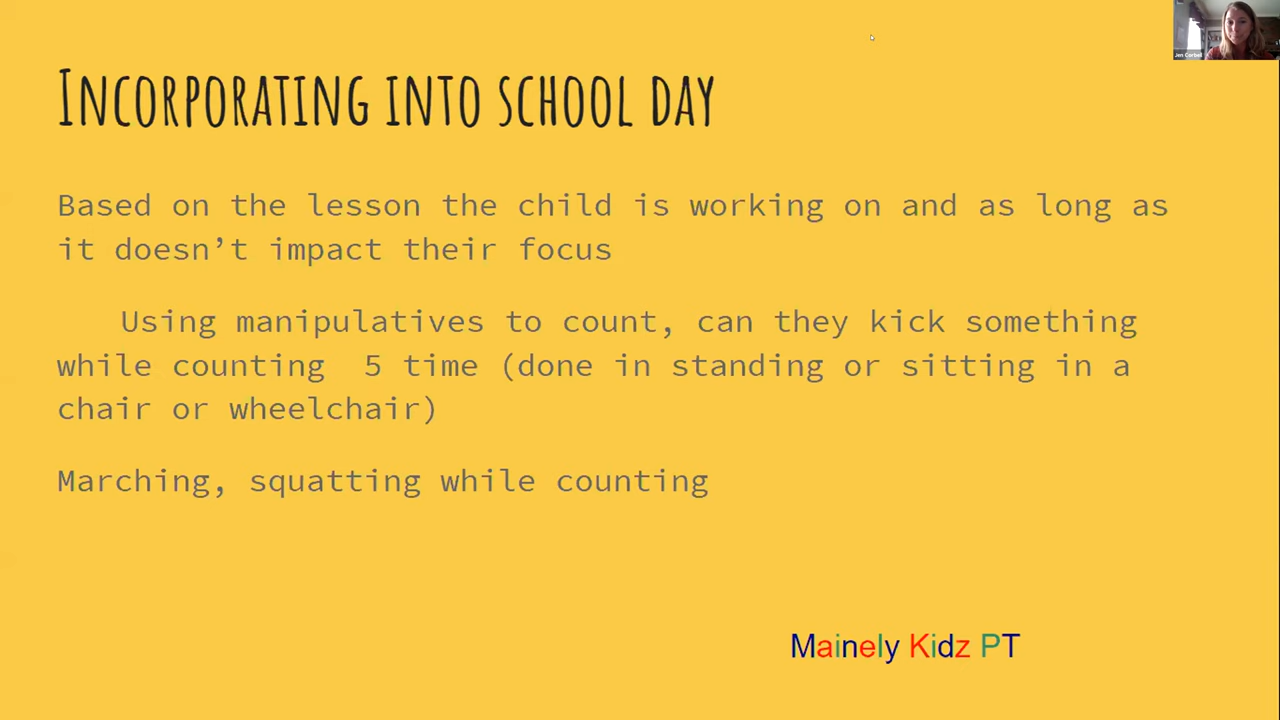 Jen Corbell
INCORPORATING INTO SCHOOL DAY
Based on the lesson the child is working on and as long as
it doesn’t impact their focus
Using manipulatives to count, can they kick something
while counting 5 time (done in standing or sitting in a
chair or wheelchair)
Marching, squatting while counting
Mainely Kidz PT